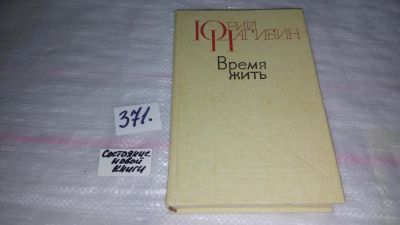 Юрий
Нагибин
Время
жить
371.
Состояние
новой
книги